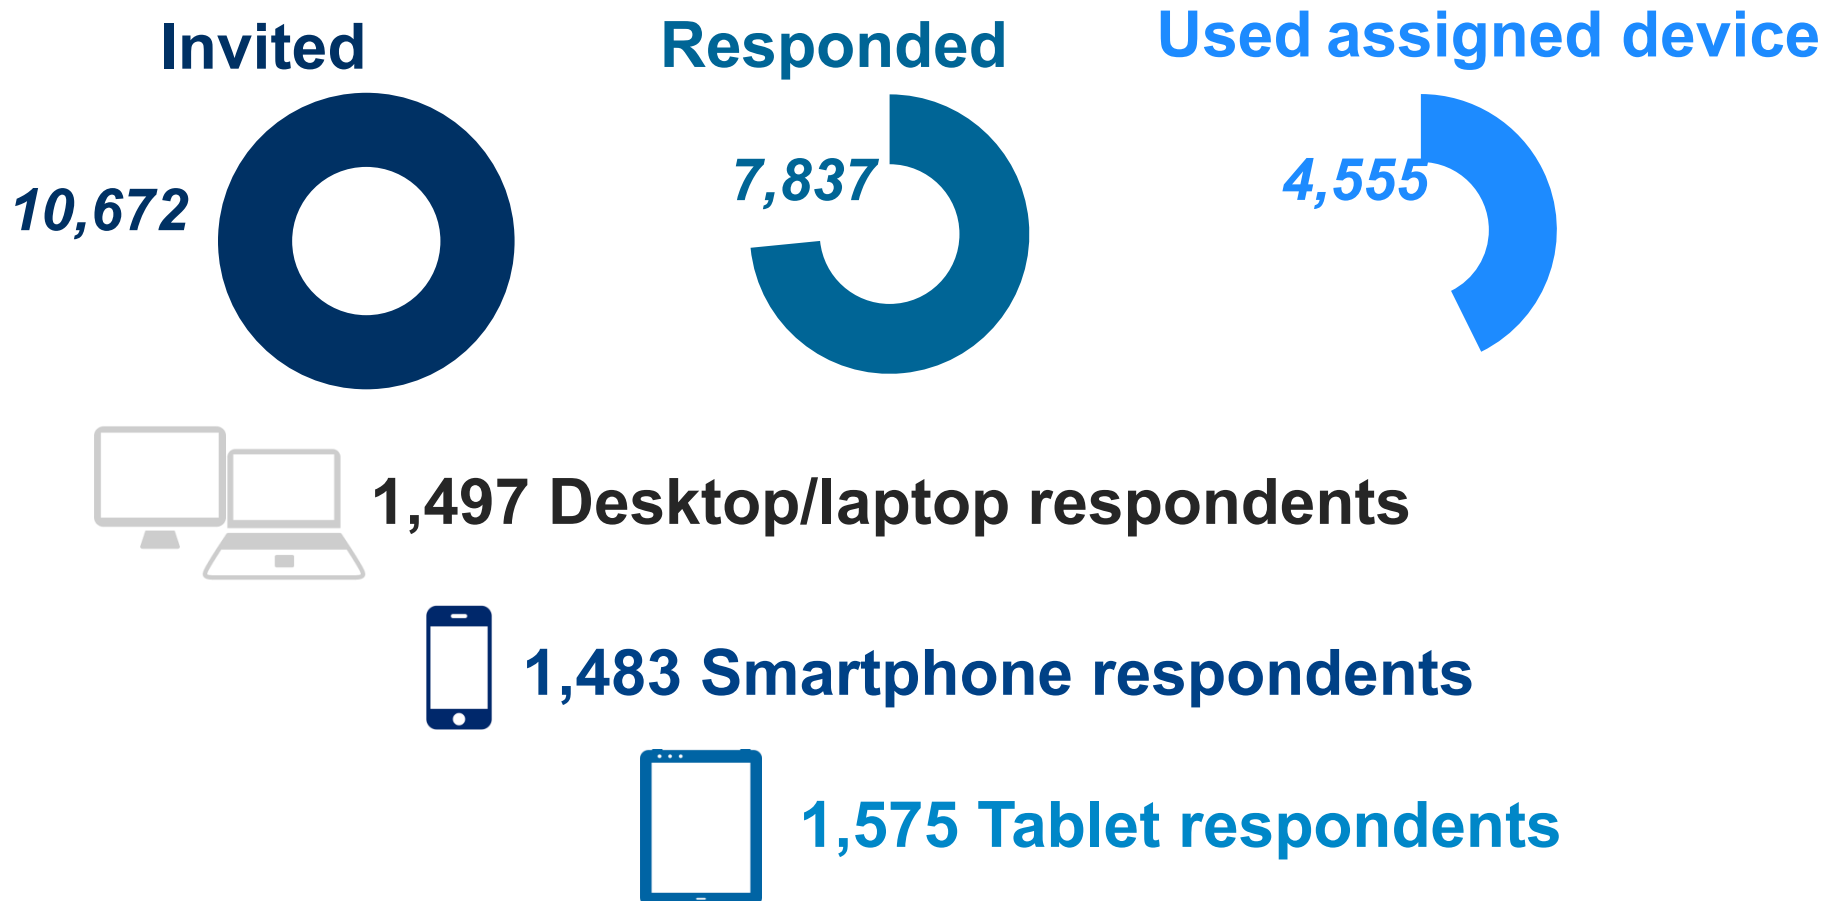 Invited
Responded
Used assigned device
10,672
7,837
4,555
1,497 Desktop/laptop respondents
1,483 Smartphone respondents
1,575 Tablet respondents